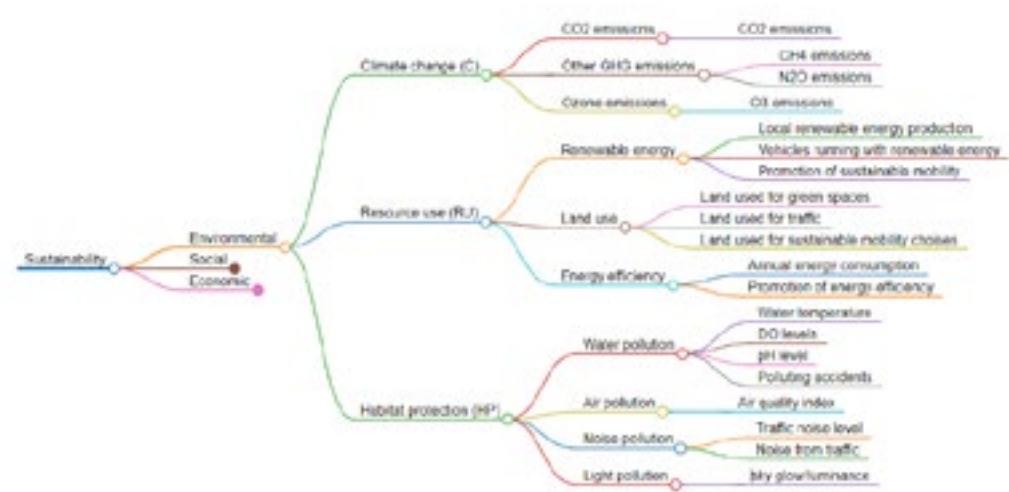 Sustainability
Environmental
Social
Economic
Climate change (C)
CO2 emissions
CO2 emissions
Other GHG emissions
CH4 emissions
N2O emissions
Ozone emissions
O3 emissions
Resource use (RU)
Renewable energy
Local renewable energy production
Vehicles running with renewable energy
Promotion of sustainable mobility
Land use
Land used for green spaces
Land used for traffic
Land used for sustainable mobility choises
Energy efficiency
Annual energy consumption
Promotion of energy efficiency
Habitat protection (HP)
Water pollution
Water temperature
DO levels
pH level
Polluting accidents
Air pollution
Air quality index
Noise pollution
Traffic noise level
Noise from traffic
Light pollution
Sky glow luminance